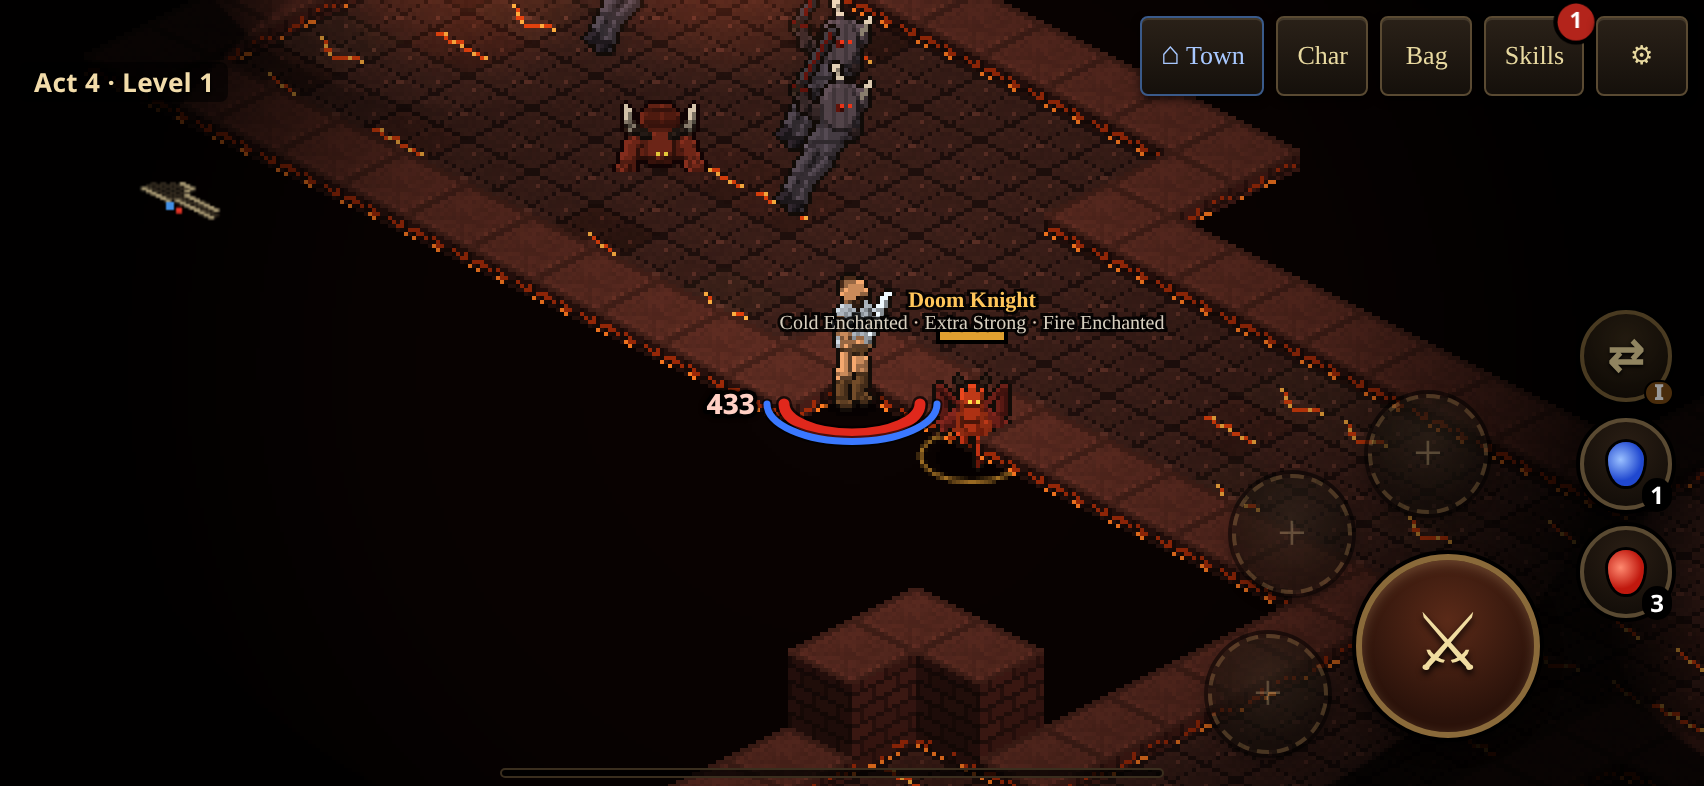 Act 4 · Level 1
⌂ Town
Char
Bag
Skills
1
⚙
Doom Knight
Cold Enchanted · Extra Strong · Fire Enchanted
433
⇄
I
1
3